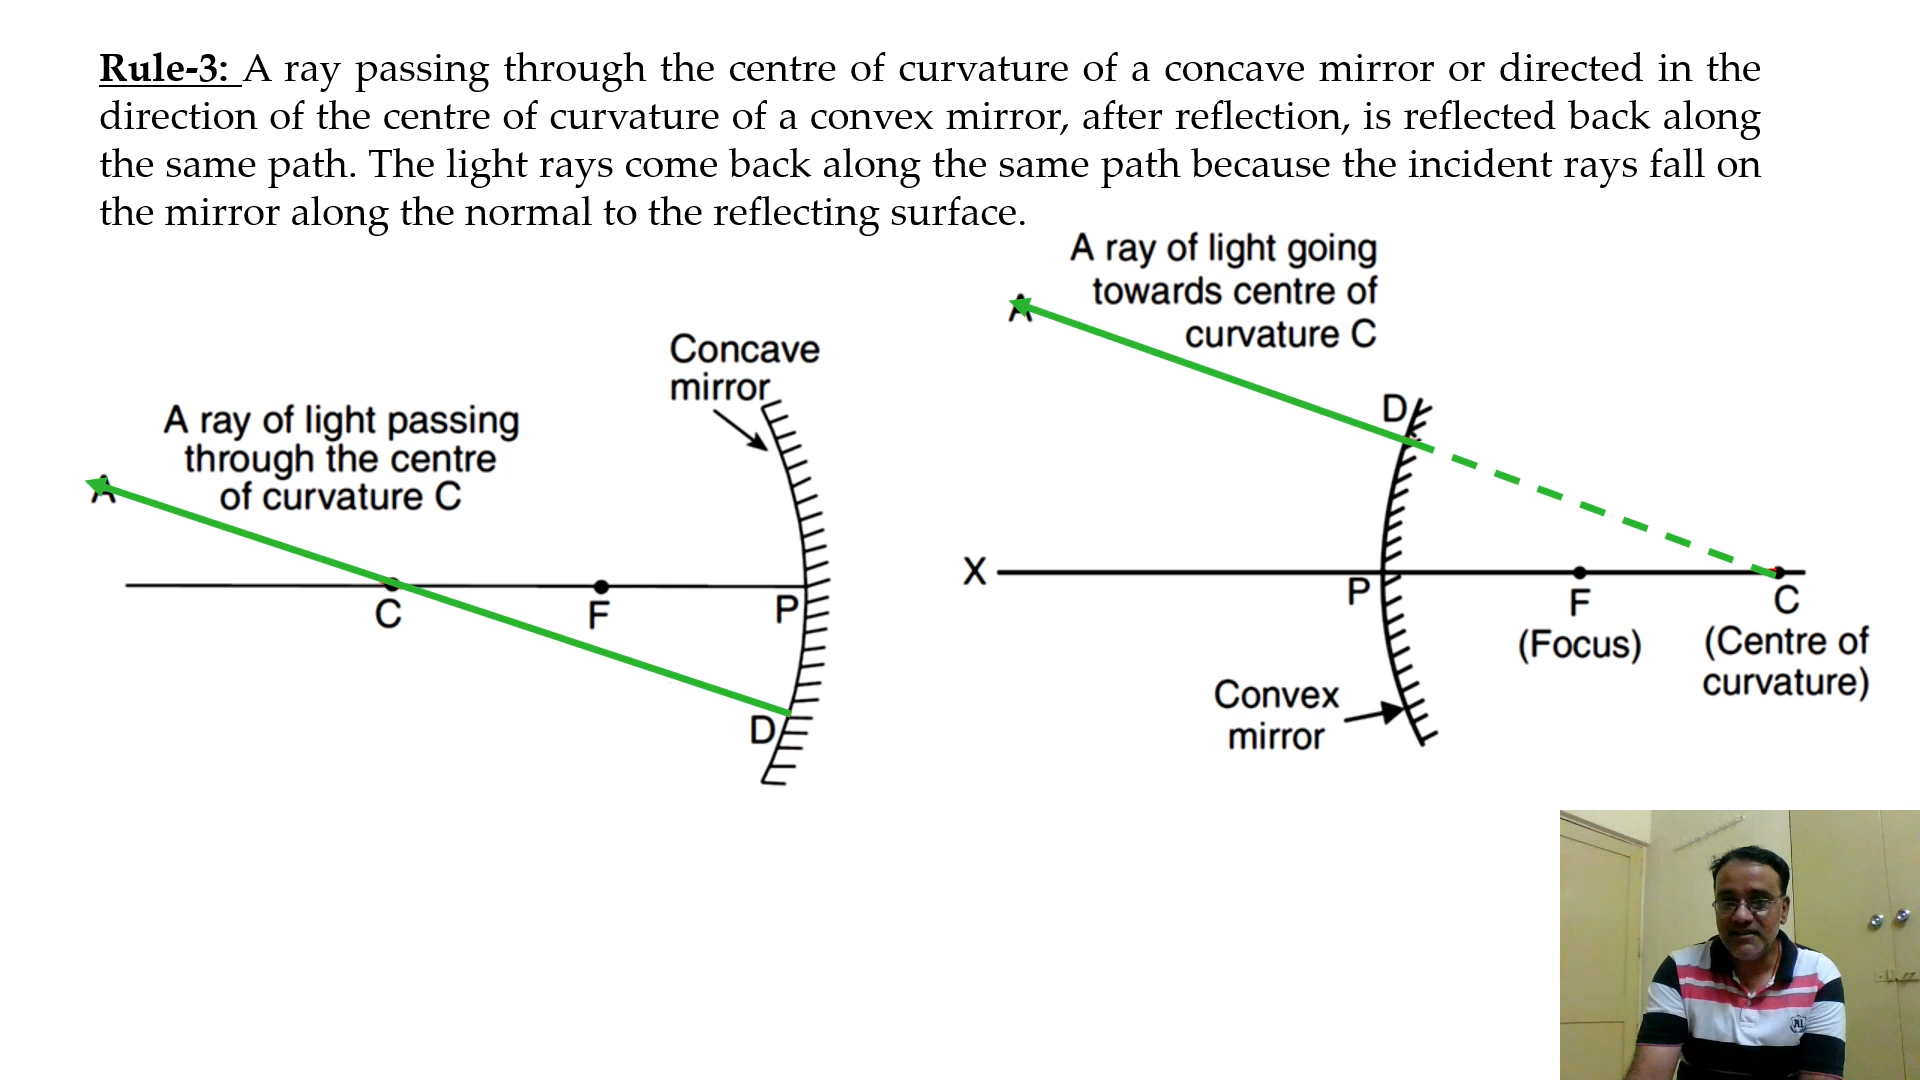 Rule-3: A ray passing through the centre of curvature of a concave mirror or directed in the
direction of the centre of curvature of a convex mirror, after reflection, is reflected back along
the same path. The light rays come back along the same path because the incident rays fall on
the mirror along the normal to the reflecting surface.
Concave
mirror
A ray of light passing
through the centre
of curvature C
A
C
F
P
D
A ray of light going
towards centre of
curvature C
A
D
X
P
F
(Focus)
C
(Centre of
curvature)
Convex
mirror